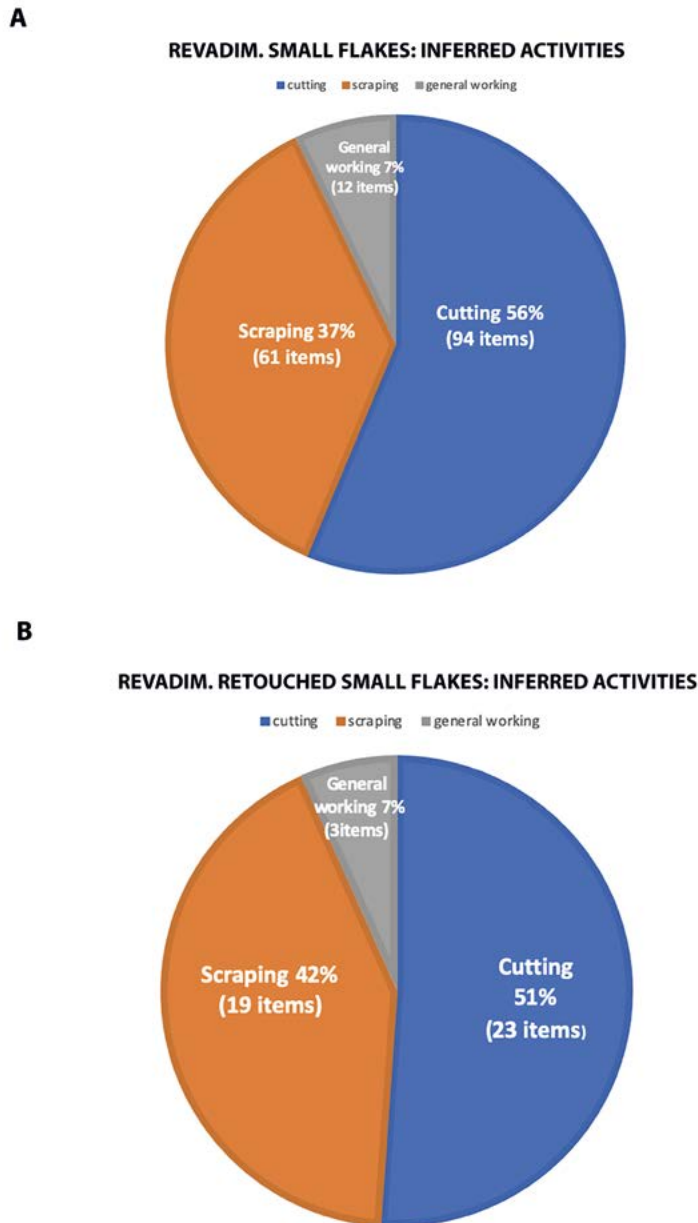 A
REVADIM. SMALL FLAKES: INFERRED ACTIVITIES
cutting scraping general working
General
working 7%
(12 items)
Cutting 56%
(94 items)
Scraping 37%
(61 items)
B
REVADIM. RETOUCHED SMALL FLAKES: INFERRED ACTIVITIES
cutting scraping general working
General
working 7%
(3items)
Scraping 42%
(19 items)
Cutting
51%
(23 items)